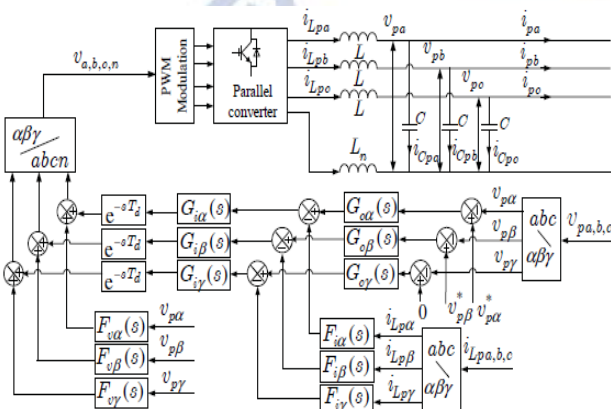 i_{Lpa} v_{pa} i_{pa}
L
i_{Lpb} v_{pb} i_{pb}
L
i_{Lpc} v_{pc} i_{pc}
L
v_{a,b,c,n}
PWM Modulation
Parallel converter
L_n
C C C
i_{Cpa} i_{Cpb} i_{Cpc}
αβγ / abcn
e^{-sT_d} G_{iα}(s) G_{oα}(s) v_{pα}
e^{-sT_d} G_{iβ}(s) G_{oβ}(s) v_{pβ}
e^{-sT_d} G_{iγ}(s) G_{oγ}(s) v_{pγ}
abc \ αβγ
v_{pa,b,c}
0 v*_{pβ} v*_{pα}
F_{vα}(s) v_{pα}
F_{vβ}(s) v_{pβ}
F_{vγ}(s) v_{pγ}
F_{iα}(s) i_{Lpα}
F_{iβ}(s) i_{Lpβ}
F_{iγ}(s) i_{Lpγ}
abc \ αβγ
i_{Lpa,b,c}